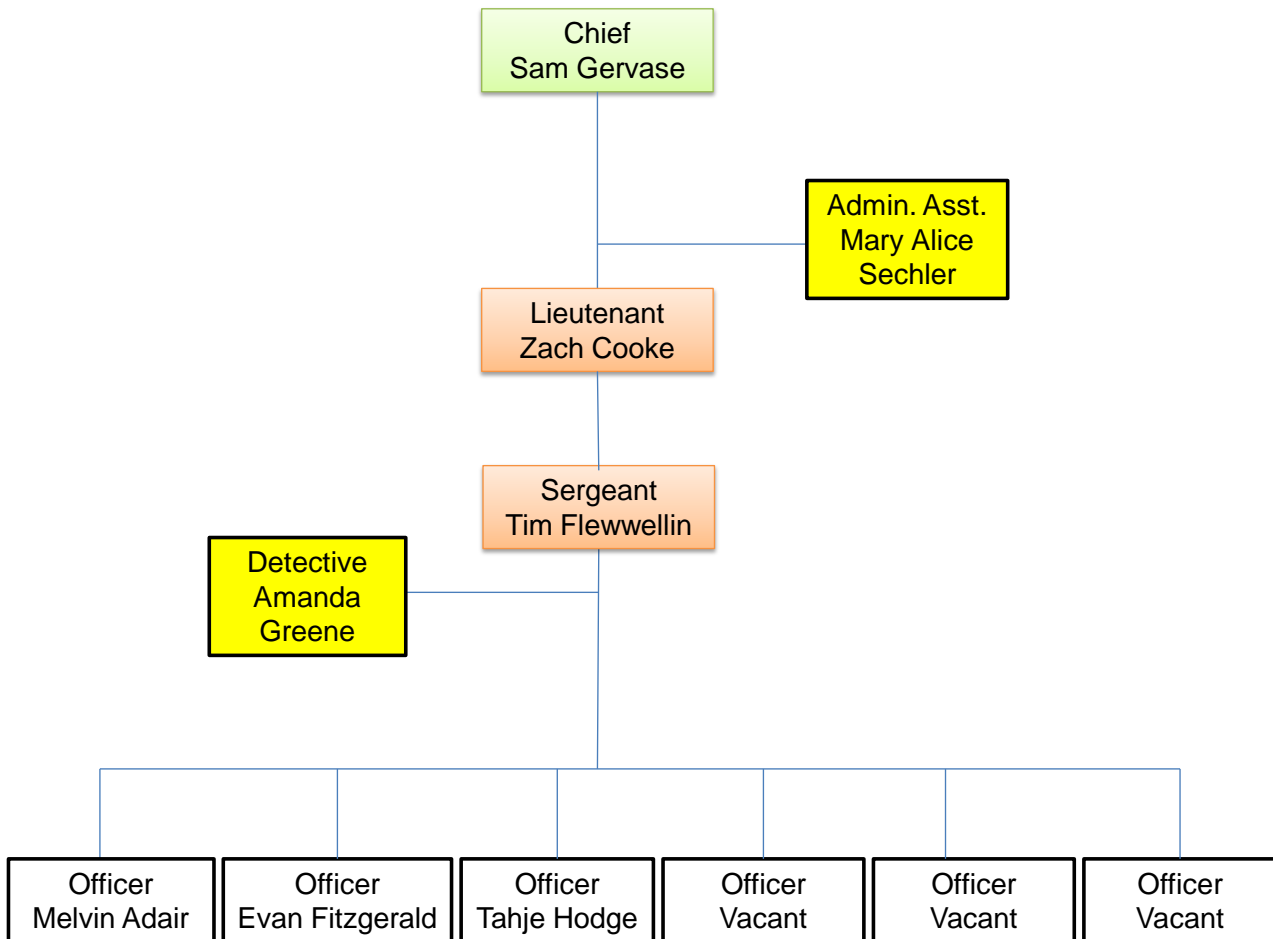 Chief
Sam Gervase
Admin. Asst.
Mary Alice
Sechler
Lieutenant
Zach Cooke
Sergeant
Tim Flewwellin
Detective
Amanda
Greene
Officer
Melvin Adair
Officer
Evan Fitzgerald
Officer
Tahje Hodge
Officer
Vacant
Officer
Vacant
Officer
Vacant